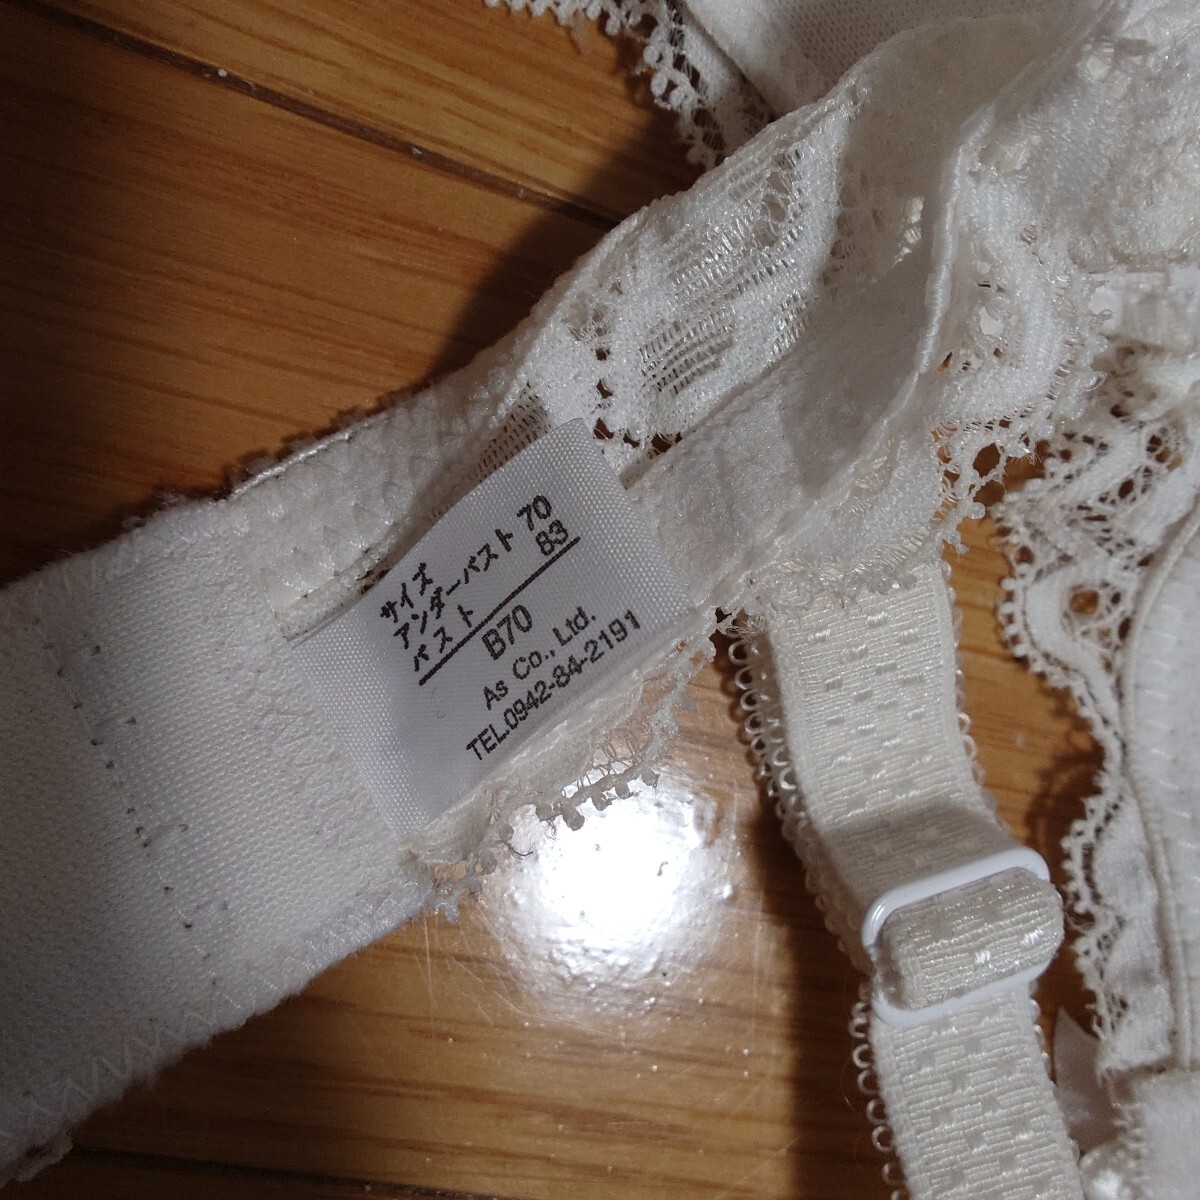 サイズ
アンダーバスト 70
バスト 83
B70
As Co., Ltd.
TEL.0942-84-2191